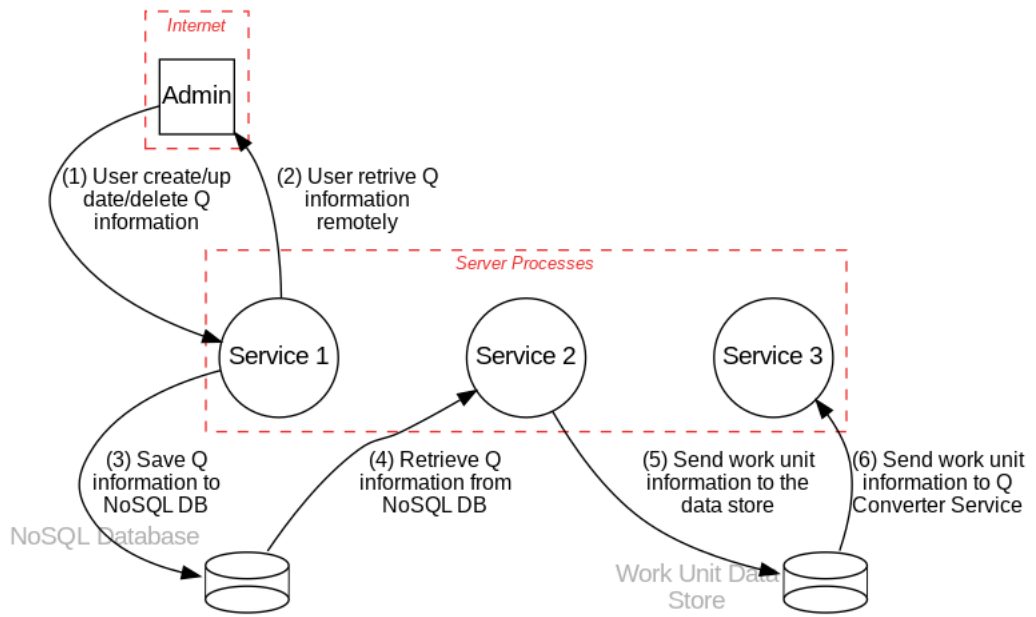 Internet
Admin
(1) User create/up
date/delete Q
information
(2) User retrive Q
information
remotely
Server Processes
Service 1
Service 2
Service 3
(3) Save Q
information to
NoSQL DB
(4) Retrieve Q
information from
NoSQL DB
(5) Send work unit
information to the
data store
(6) Send work unit
information to Q
Converter Service
NoSQL Database
Work Unit Data
Store